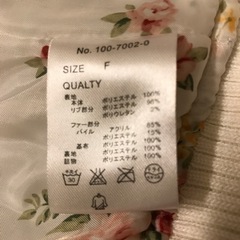 No. 100-7002-0
SIZE F
QUALTY
表地
本体 ポリエステル 100%
リブ部分 ポリエステル 98%
ポリウレタン 2%
ファー部分
パイル アクリル 85%
ポリエステル 15%
基布 ポリエステル 100%
裏地 ポリエステル 100%
詰物 ポリエステル 100%